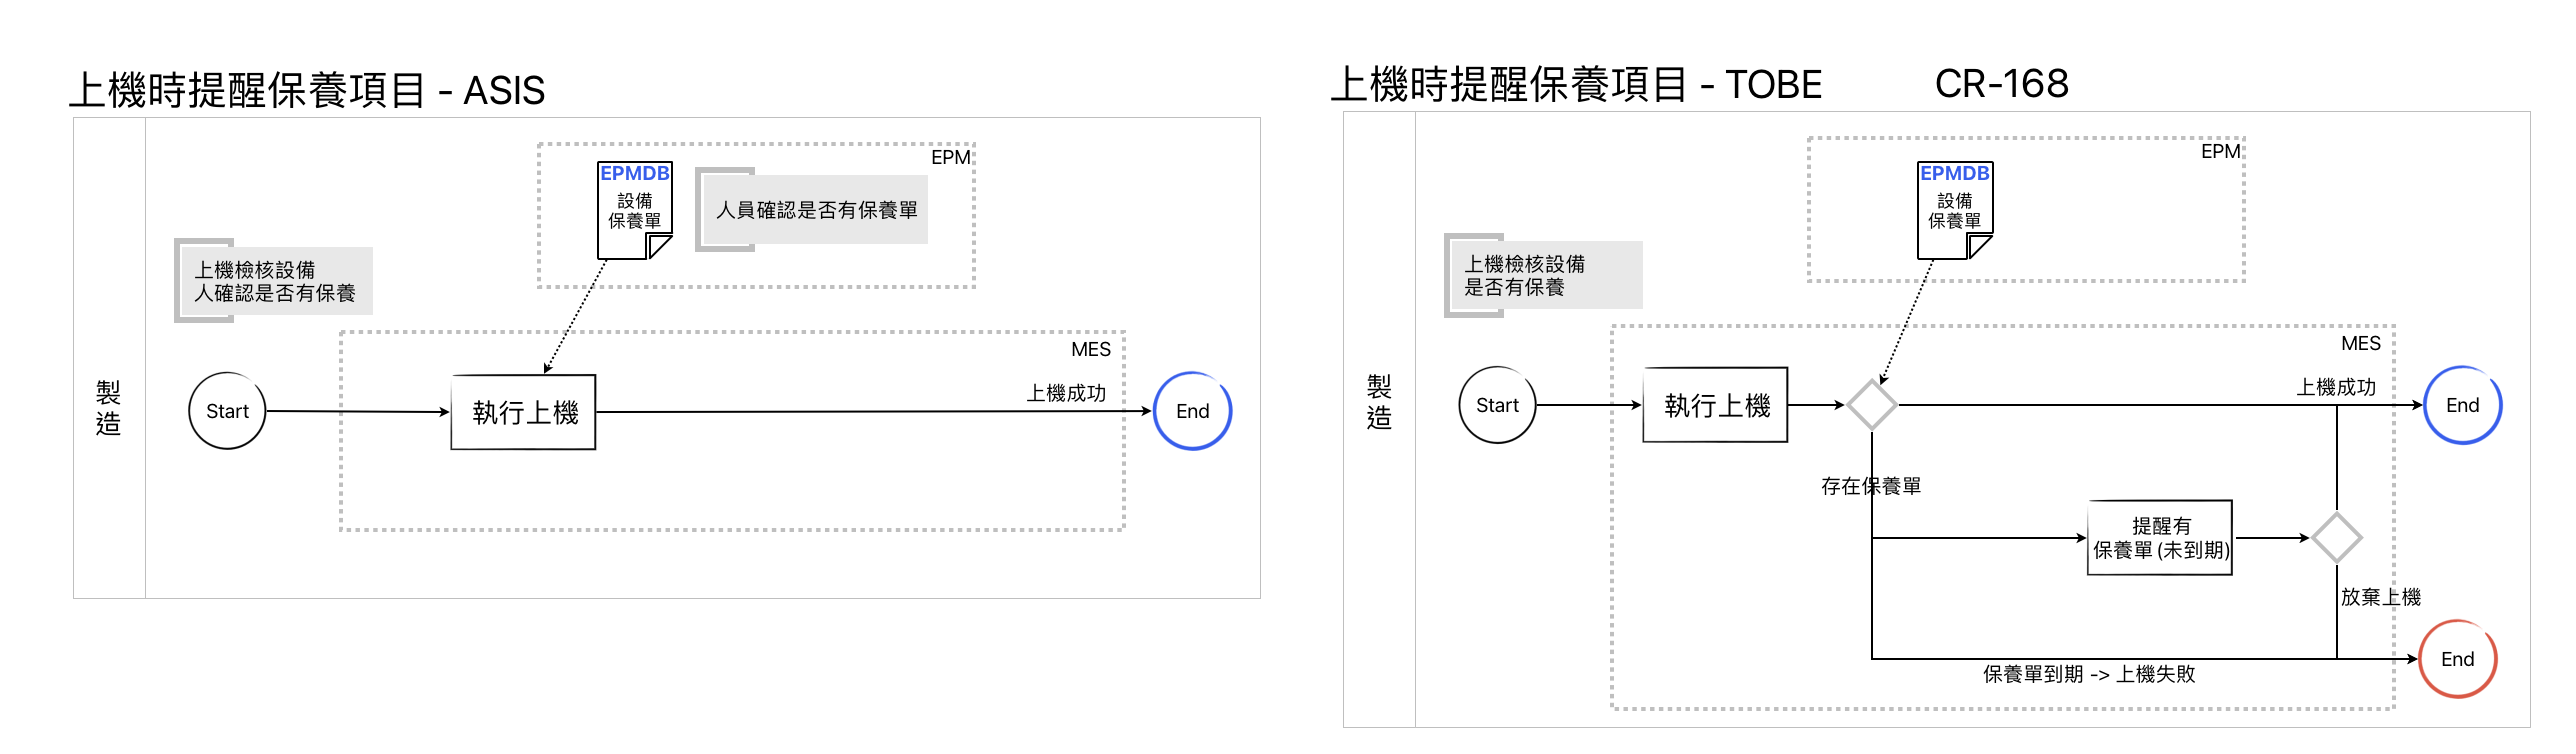 上機時提醒保養項目 - ASIS
EPM
EPMDB
設備
保養單
人員確認是否有保養單
上機檢核設備
人確認是否有保養
MES
製
造
Start
執行上機
上機成功
End
上機時提醒保養項目 - TOBE
CR-168
EPM
EPMDB
設備
保養單
上機檢核設備
是否有保養
MES
製
造
Start
執行上機
上機成功
End
存在保養單
提醒有
保養單 (未到期)
放棄上機
保養單到期 -> 上機失敗
End